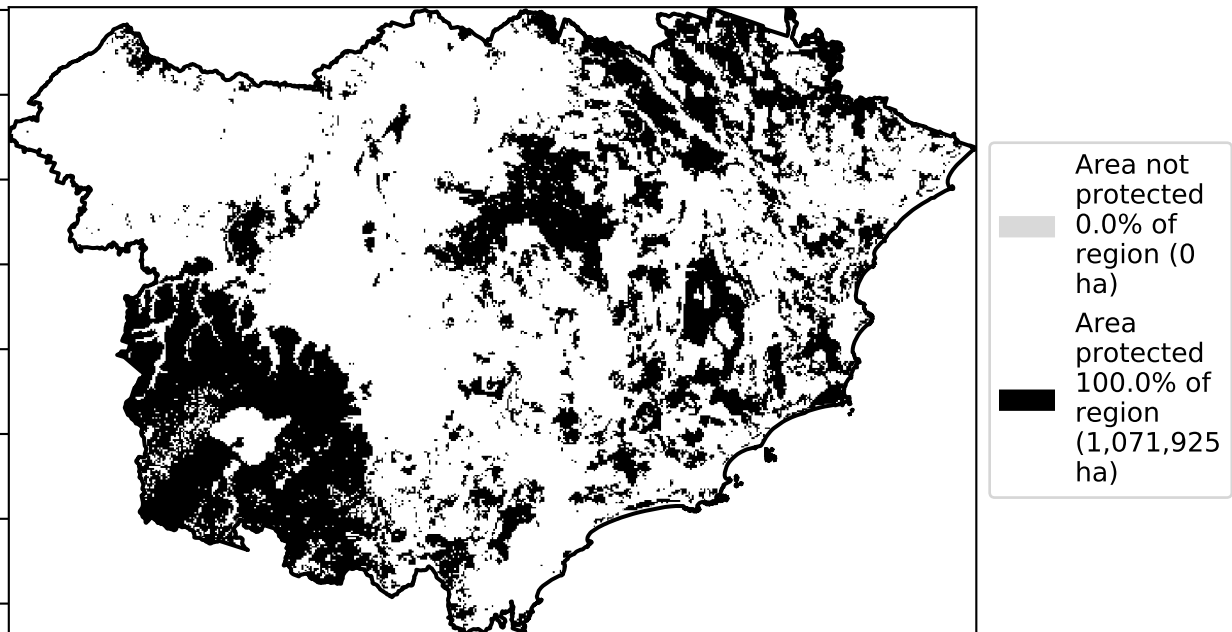 Area not
protected
0.0% of
region (0
ha)
Area
protected
100.0% of
region
(1,071,925
ha)